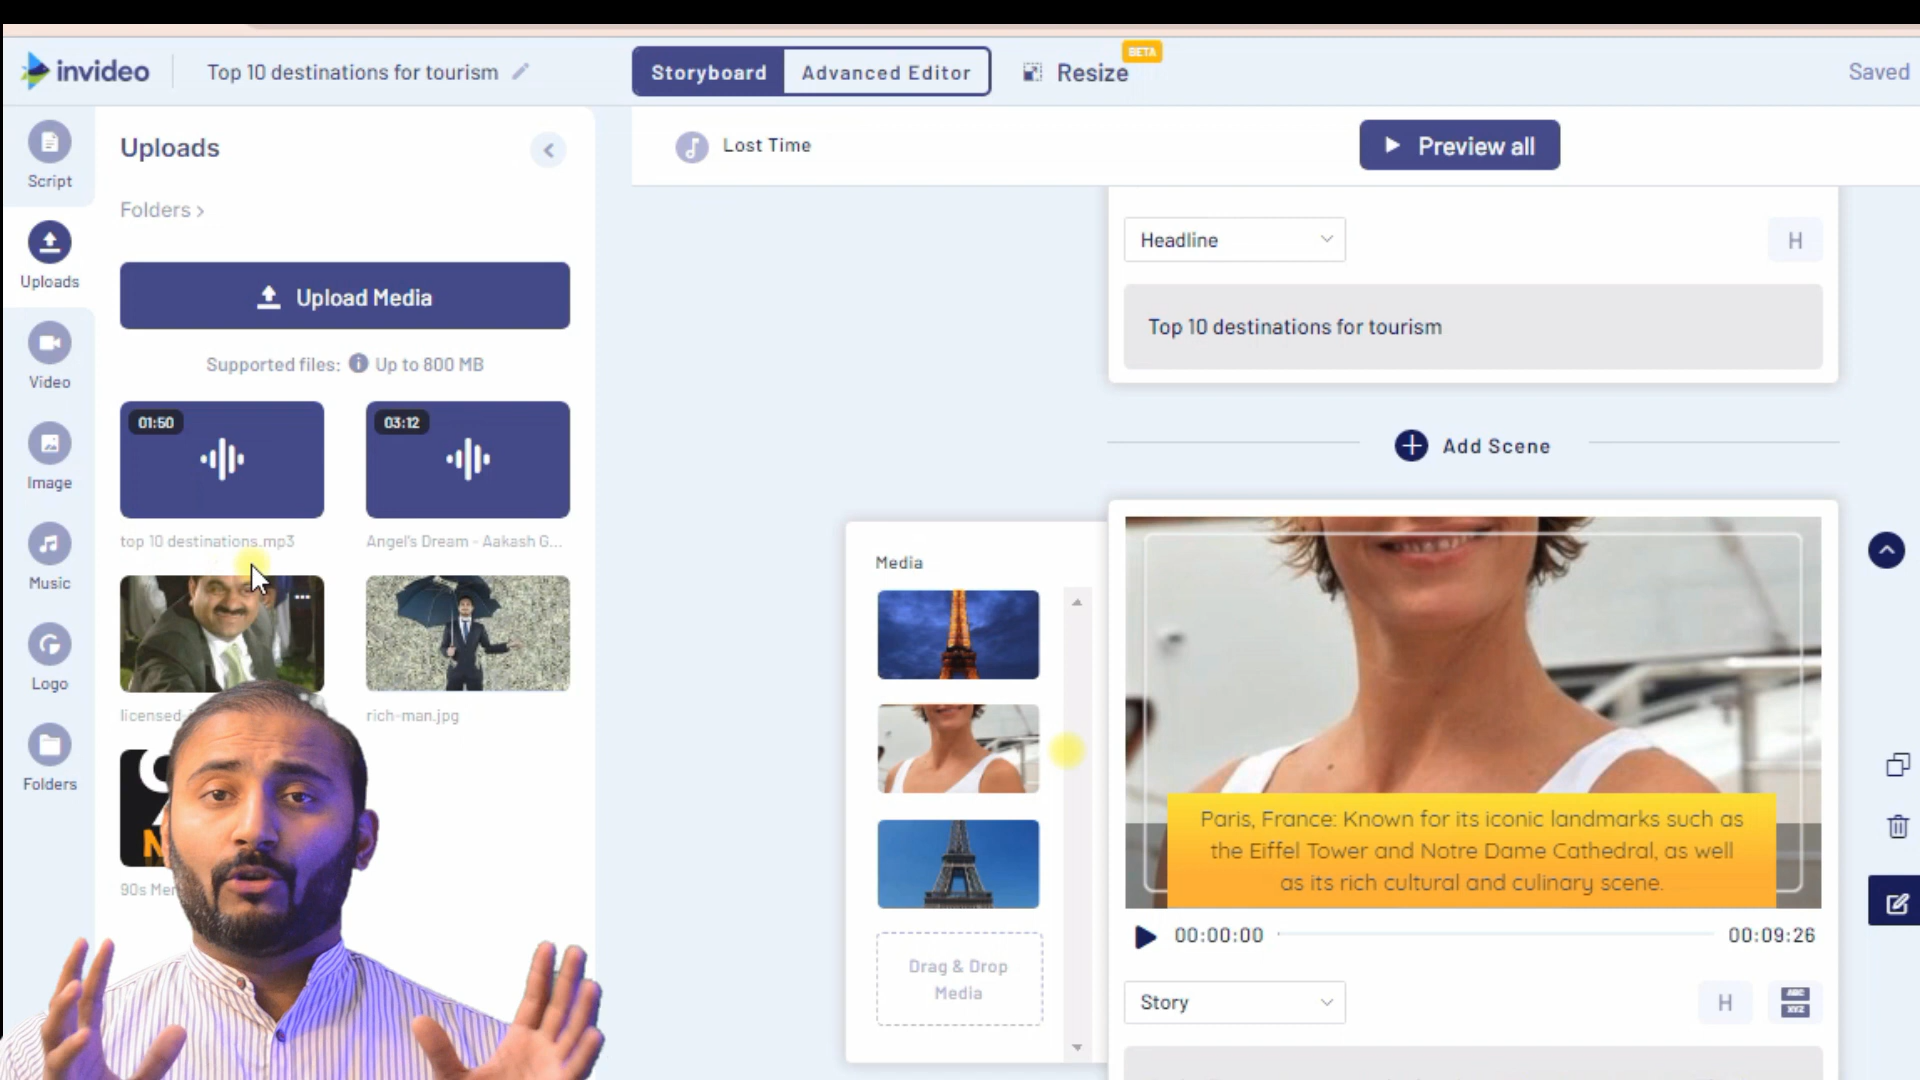 invideo
Top 10 destinations for tourism
Storyboard
Advanced Editor
Resize
BETA
Saved
Script
Uploads
Video
Image
Music
Logo
Folders
Uploads
Folders >
Upload Media
Supported files: i Up to 800 MB
01:50
03:12
top 10 destinations.mp3
Angel's Dream - Aakash G...
licensed
rich-man.jpg
90s
Lost Time
Preview all
Headline
H
Top 10 destinations for tourism
Add Scene
Media
Drag & Drop
Media
Paris, France: Known for its iconic landmarks such as
the Eiffel Tower and Notre Dame Cathedral, as well
as its rich cultural and culinary scene.
00:00:00
00:09:26
Story
H
ABC
XYZ